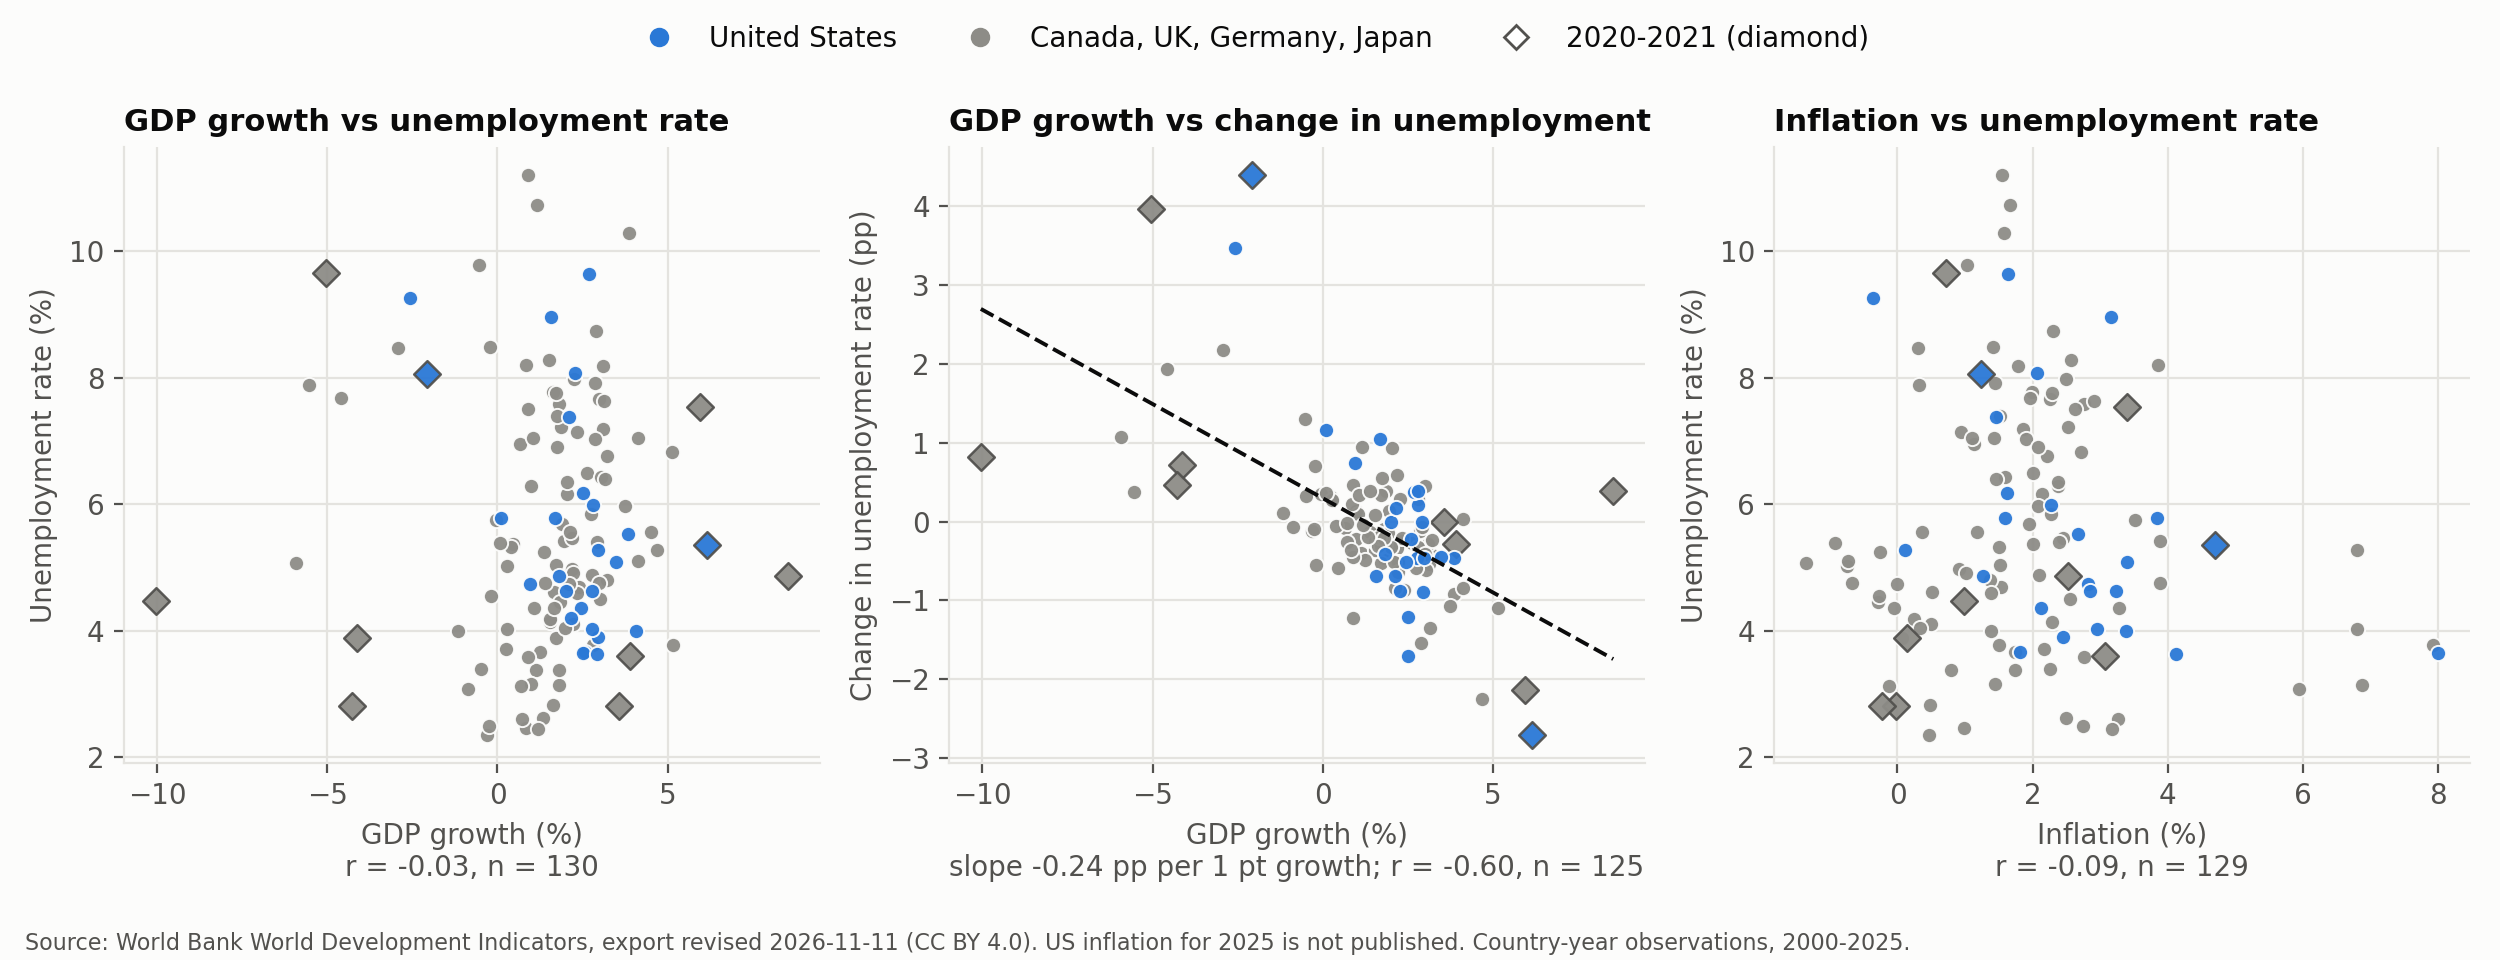 United States
Canada, UK, Germany, Japan
2020-2021 (diamond)
GDP growth vs unemployment rate
Unemployment rate (%)
10
8
6
4
2
−10
−5
0
5
GDP growth (%)
r = -0.03, n = 130
GDP growth vs change in unemployment
Change in unemployment rate (pp)
4
3
2
1
0
−1
−2
−3
−10
−5
0
5
GDP growth (%)
slope -0.24 pp per 1 pt growth; r = -0.60, n = 125
Inflation vs unemployment rate
Unemployment rate (%)
10
8
6
4
2
0
2
4
6
8
Inflation (%)
r = -0.09, n = 129
Source: World Bank World Development Indicators, export revised 2026-11-11 (CC BY 4.0). US inflation for 2025 is not published. Country-year observations, 2000-2025.